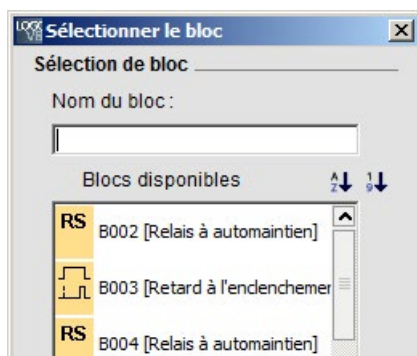 Sélectionner le bloc
Sélection de bloc
Nom du bloc :
Blocs disponibles
RS B002 [Relais à automaintien]
B003 [Retard à l'enclenchemer
RS B004 [Relais à automaintien]